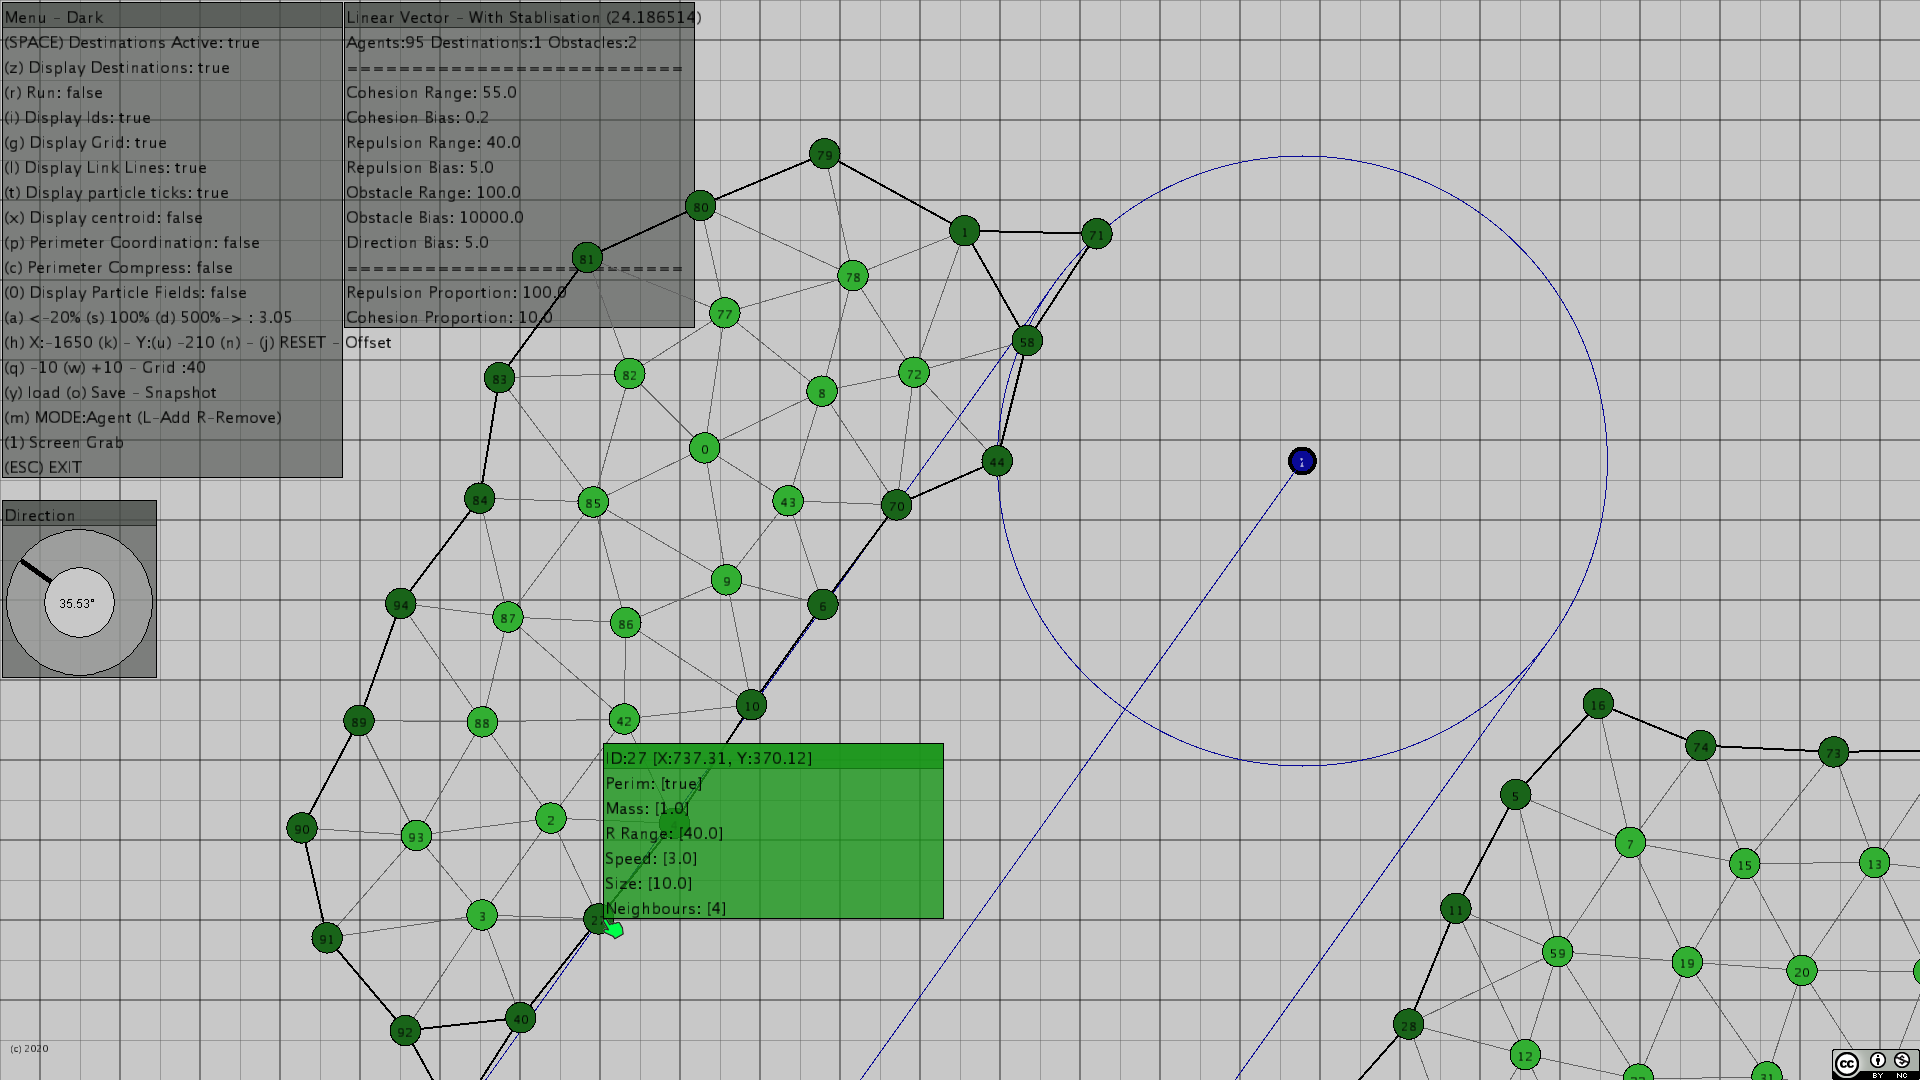 Menu - Dark
(SPACE) Destinations Active: true
(z) Display Destinations: true
(r) Run: false
(i) Display Ids: true
(g) Display Grid: true
(l) Display Link Lines: true
(t) Display particle ticks: true
(x) Display centroid: false
(p) Perimeter Coordination: false
(c) Perimeter Compress: false
(0) Display Particle Fields: false
(a) <-20% (s) 100% (d) 500%-> : 3.05
(h) X:-1650 (k) - Y:(u) -210 (n) - (j) RESET - Offset
(q) -10 (w) +10 - Grid :40
(y) load (o) Save - Snapshot
(m) MODE:Agent (L-Add R-Remove)
(1) Screen Grab
(ESC) EXIT
Linear Vector - With Stablisation (24.186514)
Agents:95 Destinations:1 Obstacles:2
==========================
Cohesion Range: 55.0
Cohesion Bias: 0.2
Repulsion Range: 40.0
Repulsion Bias: 5.0
Obstacle Range: 100.0
Obstacle Bias: 10000.0
Direction Bias: 5.0
==========================
Repulsion Proportion: 100.0
Cohesion Proportion: 10.0
Direction
35.53°
79
80
1
71
81
78
77
58
82
83
8
72
0
44
84
85
43
70
9
94
87
86
6
10
89
88
42
ID:27 [X:737.31, Y:370.12]
Perim: [true]
Mass: [1.0]
R Range: [40.0]
Speed: [3.0]
Size: [10.0]
Neighbours: [4]
90
93
2
3
91
92
40
1
16
74
73
5
7
15
13
11
59
19
20
28
12
31
(c) 2020
cc
BY NC